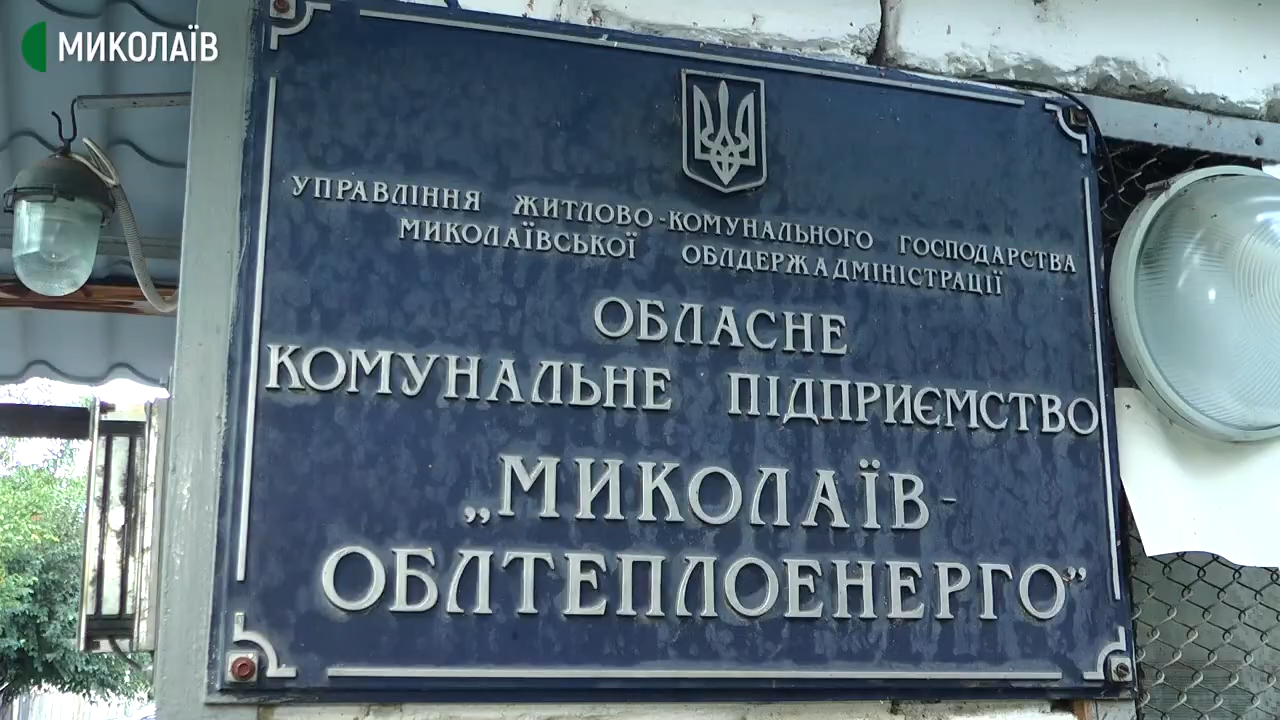 МИКОЛАЇВ
УПРАВЛІННЯ ЖИТЛОВО-КОМУНАЛЬНОГО ГОСПОДАРСТВА
МИКОЛАЇВСЬКОЇ ОБЛДЕРЖАДМІНІСТРАЦІЇ
ОБЛАСНЕ
КОМУНАЛЬНЕ ПІДПРИЄМСТВО
„МИКОЛАЇВ-
ОБЛТЕПЛОЕНЕРГО”